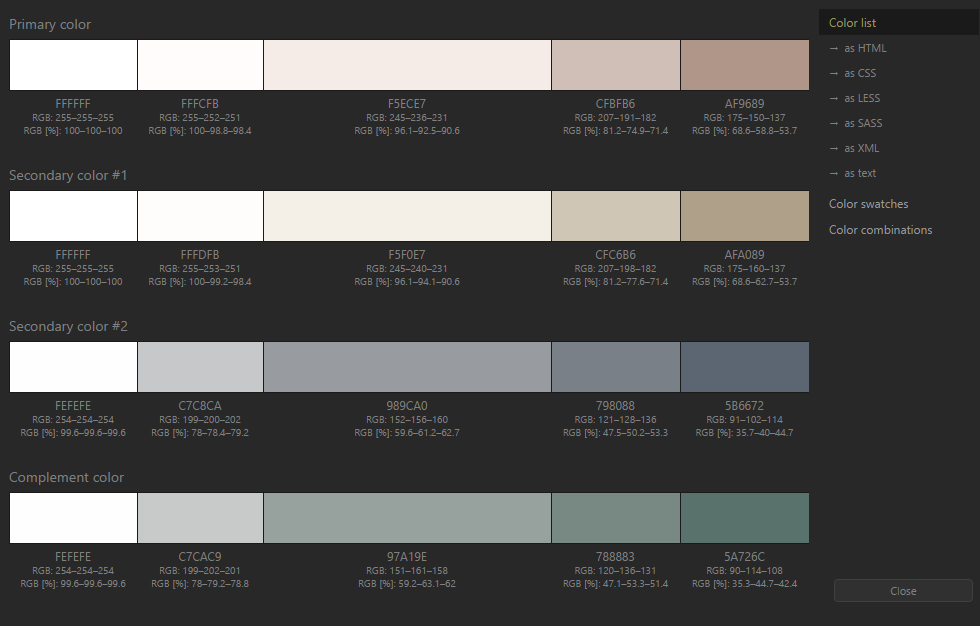 Primary color
FFFFFF FFFCFB F5ECE7 CFBFB6 AF9689
RGB: 255–255–255 RGB: 255–252–251 RGB: 245–236–231 RGB: 207–191–182 RGB: 175–150–137
RGB [%]: 100–100–100 RGB [%]: 100–98.8–98.4 RGB [%]: 96.1–92.5–90.6 RGB [%]: 81.2–74.9–71.4 RGB [%]: 68.6–58.8–53.7
Secondary color #1
FFFFFF FFFDFB F5F0E7 CFC6B6 AFA089
RGB: 255–255–255 RGB: 255–253–251 RGB: 245–240–231 RGB: 207–198–182 RGB: 175–160–137
RGB [%]: 100–100–100 RGB [%]: 100–99.2–98.4 RGB [%]: 96.1–94.1–90.6 RGB [%]: 81.2–77.6–71.4 RGB [%]: 68.6–62.7–53.7
Secondary color #2
FEFEFE C7C8CA 989CA0 798088 5B6672
RGB: 254–254–254 RGB: 199–200–202 RGB: 152–156–160 RGB: 121–128–136 RGB: 91–102–114
RGB [%]: 99.6–99.6–99.6 RGB [%]: 78–78.4–79.2 RGB [%]: 59.6–61.2–62.7 RGB [%]: 47.5–50.2–53.3 RGB [%]: 35.7–40–44.7
Complement color
FEFEFE C7CAC9 97A19E 788883 5A726C
RGB: 254–254–254 RGB: 199–202–201 RGB: 151–161–158 RGB: 120–136–131 RGB: 90–114–108
RGB [%]: 99.6–99.6–99.6 RGB [%]: 78–79.2–78.8 RGB [%]: 59.2–63.1–62 RGB [%]: 47.1–53.3–51.4 RGB [%]: 35.3–44.7–42.4
Color list
→ as HTML
→ as CSS
→ as LESS
→ as SASS
→ as XML
→ as text
Color swatches
Color combinations
Close